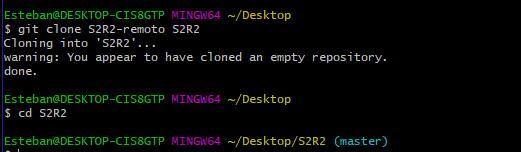 Esteban@DESKTOP-CIS8GTP MINGW64 ~/Desktop
$ git clone S2R2-remoto S2R2
Cloning into 'S2R2'...
warning: You appear to have cloned an empty repository.
done.
Esteban@DESKTOP-CIS8GTP MINGW64 ~/Desktop
$ cd S2R2
Esteban@DESKTOP-CIS8GTP MINGW64 ~/Desktop/S2R2 (master)